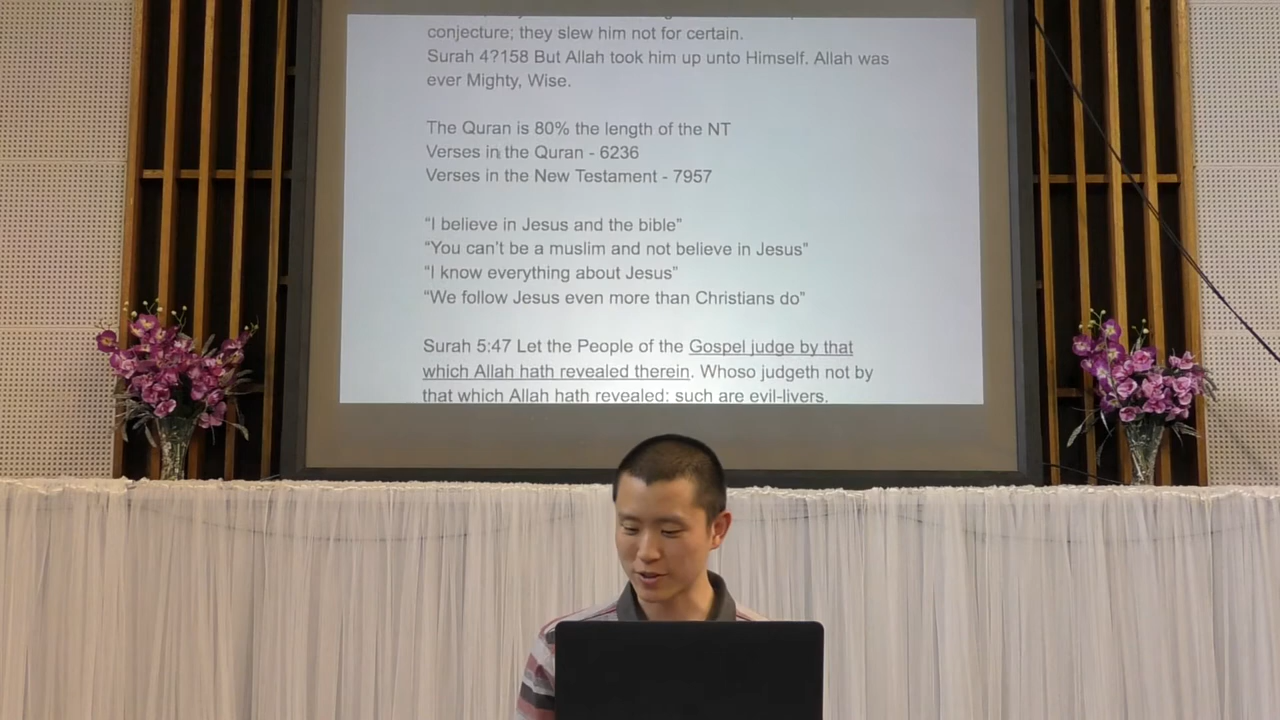 conjecture; they slew him not for certain.
Surah 4?158 But Allah took him up unto Himself. Allah was
ever Mighty, Wise.
The Quran is 80% the length of the NT
Verses in the Quran - 6236
Verses in the New Testament - 7957
“I believe in Jesus and the bible”
“You can’t be a muslim and not believe in Jesus”
“I know everything about Jesus”
“We follow Jesus even more than Christians do”
Surah 5:47 Let the People of the Gospel judge by that
which Allah hath revealed therein. Whoso judgeth not by
that which Allah hath revealed: such are evil-livers.